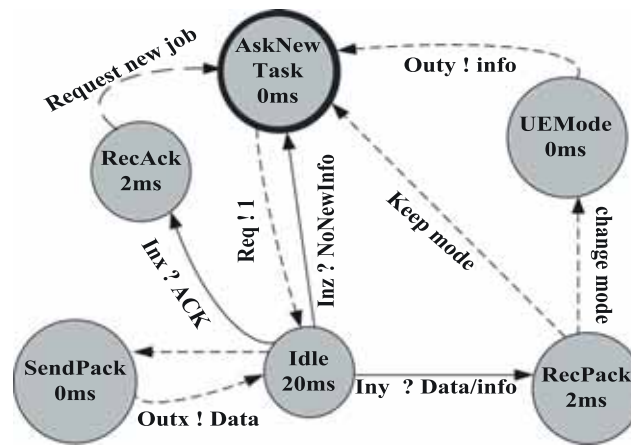 AskNew
Task
0ms
Request new job
Outy ! info
UEMode
0ms
RecAck
2ms
Req ! 1
Inz ? NoNewInfo
Keep mode
change mode
Inx ? ACK
SendPack
0ms
Idle
20ms
RecPack
2ms
Iny ? Data/info
Outx ! Data